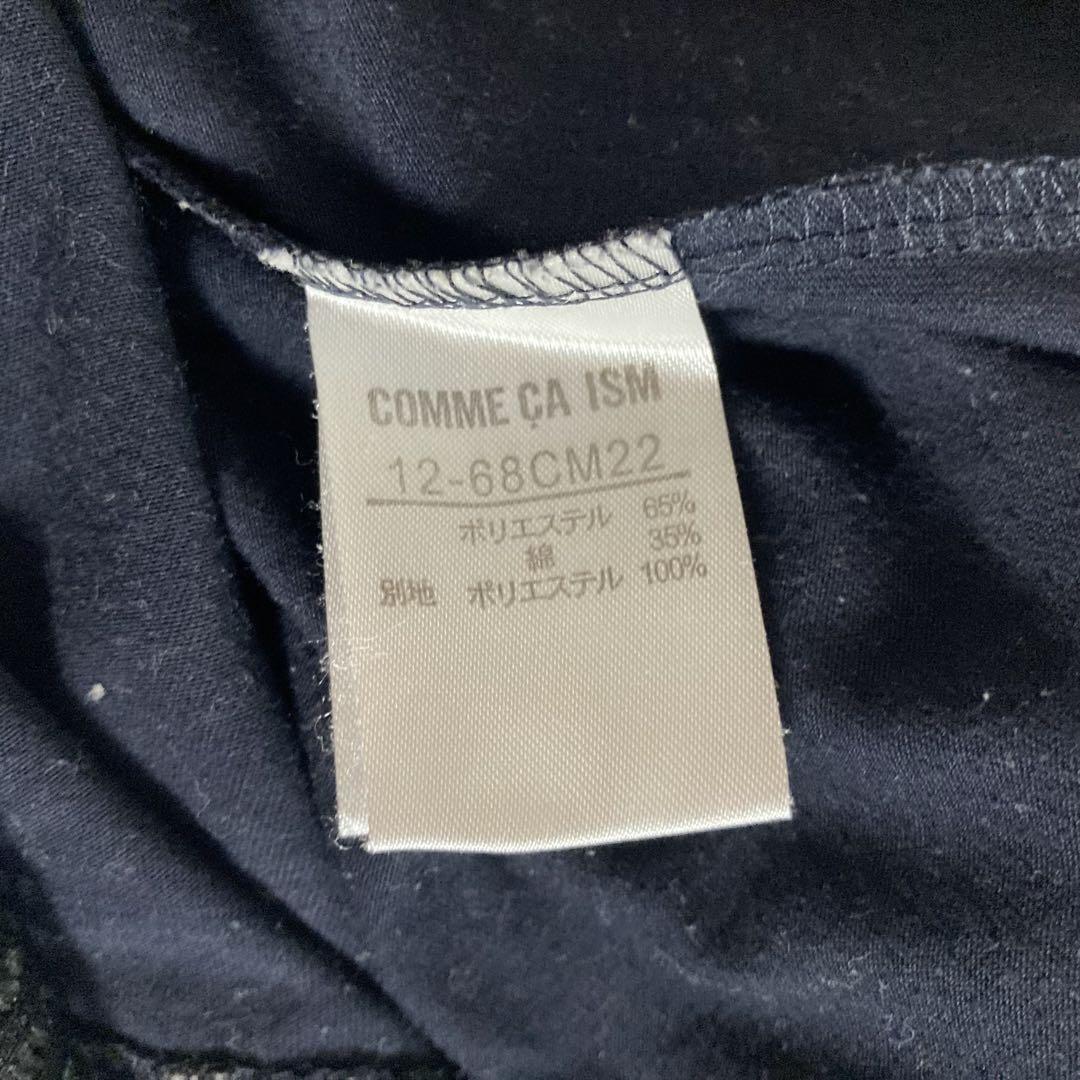 COMME ÇA ISM
12-68CM22
ポリエステル 65%
綿 35%
別地 ポリエステル 100%